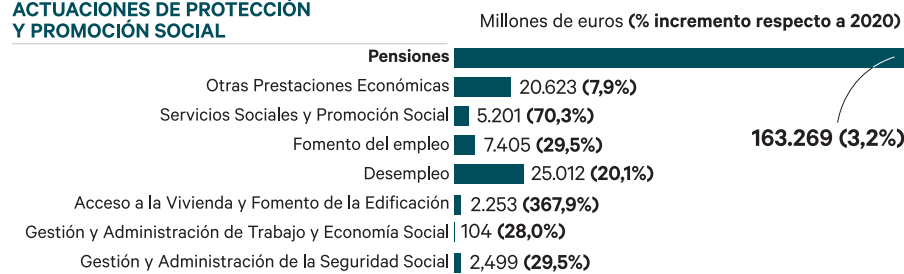 ACTUACIONES DE PROTECCIÓN
Y PROMOCIÓN SOCIAL
Millones de euros (% incremento respecto a 2020)
Pensiones
163.269 (3,2%)
Otras Prestaciones Económicas 20.623 (7,9%)
Servicios Sociales y Promoción Social 5.201 (70,3%)
Fomento del empleo 7.405 (29,5%)
Desempleo 25.012 (20,1%)
Acceso a la Vivienda y Fomento de la Edificación 2.253 (367,9%)
Gestión y Administración de Trabajo y Economía Social 104 (28,0%)
Gestión y Administración de la Seguridad Social 2,499 (29,5%)